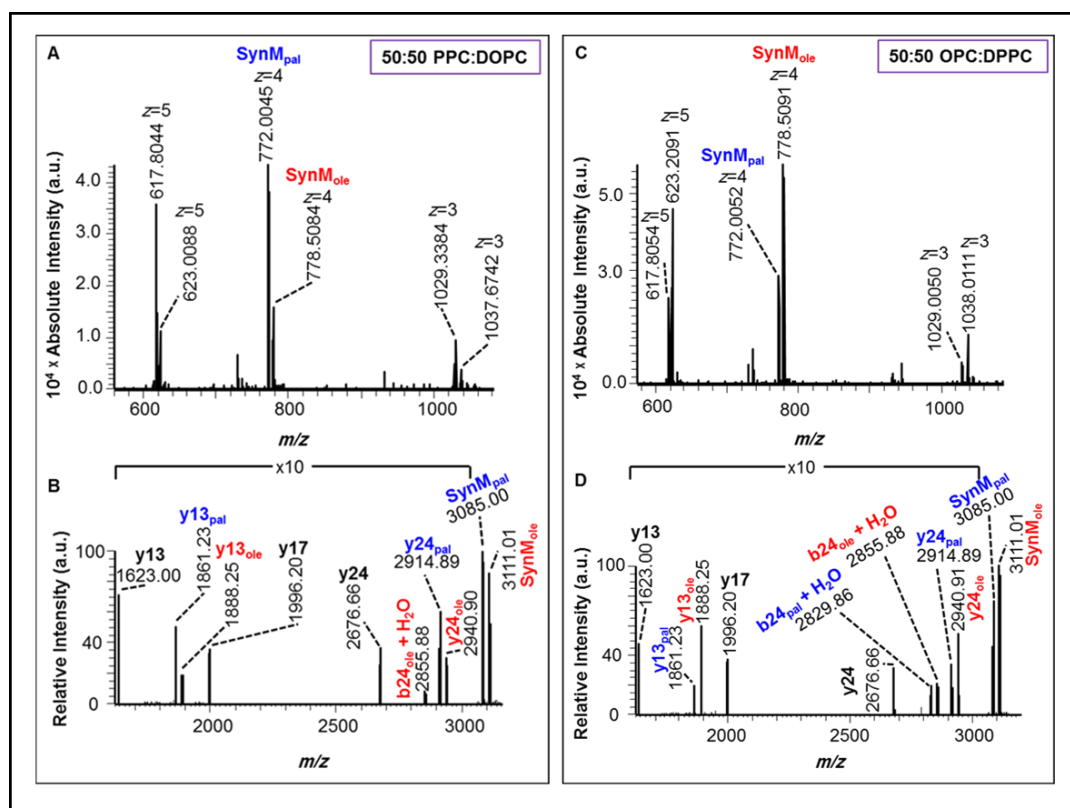 A
50:50 PPC:DOPC
SynMpal
z=4
772.0045
z=5
617.8044
z=5
623.0088
SynMole
z=4
778.5084
z=3
1029.3384
z=3
1037.6742
10⁴ x Absolute Intensity (a.u.)
4.0
3.0
2.0
1.0
0.0
600
800
1000
m/z
C
50:50 OPC:DPPC
SynMole
z=4
778.5091
z=5
623.2091
z=5
617.8054
SynMpal
z=4
772.0052
z=3
1029.0050
z=3
1038.0111
10⁴ x Absolute Intensity (a.u.)
5.0
3.0
1.0
0.0
600
800
1000
m/z
x10
B
y13
1623.00
y13pal
1861.23
y13ole
1888.25
y17
1996.20
y24
2676.66
b24ole + H₂O
2855.88
y24pal
2914.89
y24ole
2940.90
SynMpal
3085.00
3111.01
SynMole
Relative Intensity (a.u.)
100
40
0
2000
2500
3000
m/z
x10
D
y13
1623.00
y13pal
1861.23
y13ole
1888.25
y17
1996.20
y24
2676.66
b24pal + H₂O
2829.86
b24ole + H₂O
2855.88
y24pal
2914.89
2940.91
y24ole
SynMpal
3085.00
3111.01
SynMole
Relative Intensity (a.u.)
100
80
40
0
2000
2500
3000
m/z